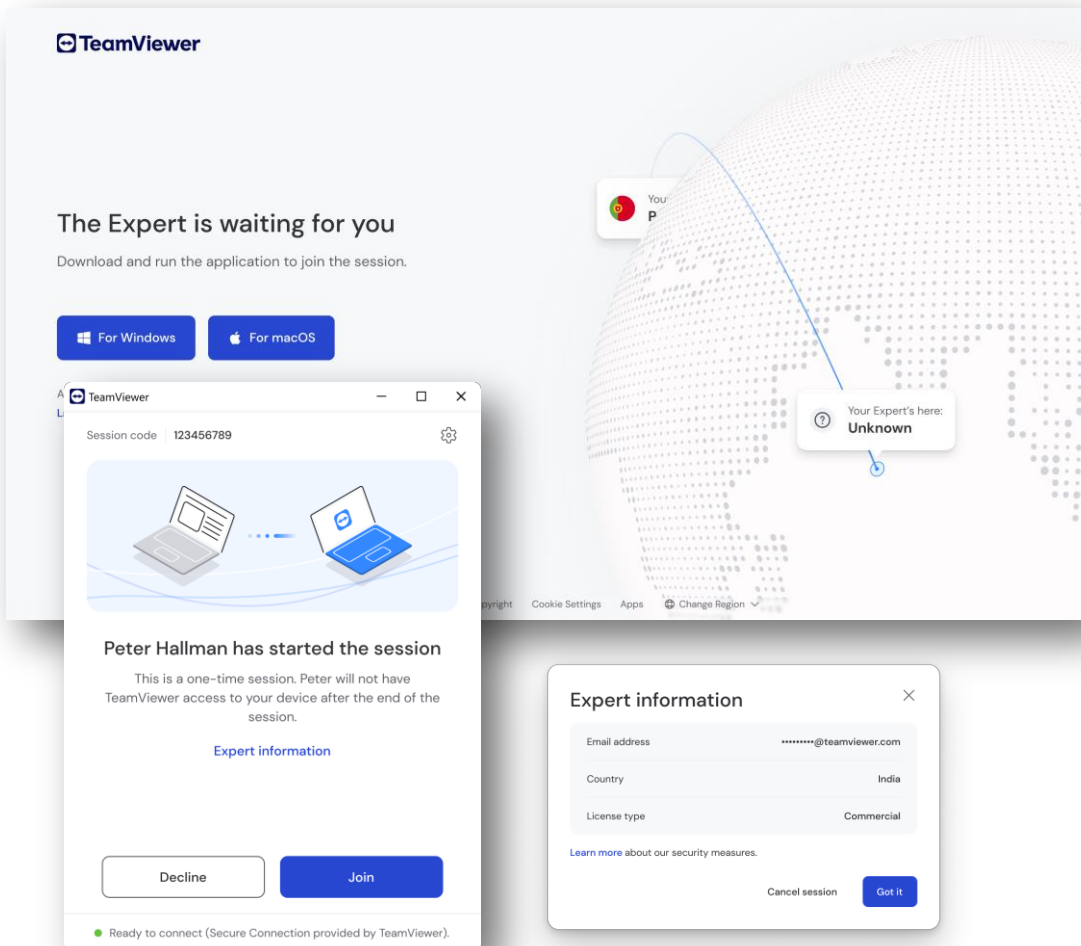 TeamViewer
The Expert is waiting for you
Download and run the application to join the session.
For Windows
For macOS
Your Expert's here:
Unknown
Cookie Settings
Apps
Change Region
TeamViewer
Session code
123456789
Peter Hallman has started the session
This is a one-time session. Peter will not have
TeamViewer access to your device after the end of the
session.
Expert information
Decline
Join
Ready to connect (Secure Connection provided by TeamViewer).
Expert information
Email address
•••••••••@teamviewer.com
Country
India
License type
Commercial
Learn more about our security measures.
Cancel session
Got it